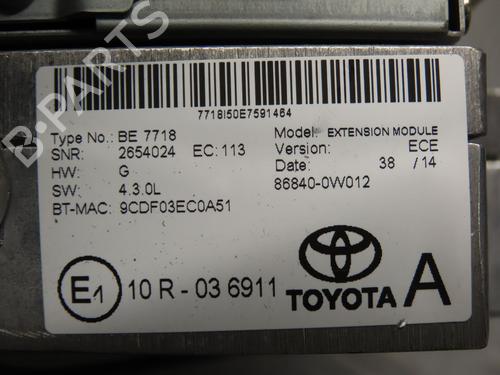 7718I50E7591464
Type No.: BE 7718 Model: EXTENSION MODULE
SNR: 2654024 EC: 113 Version: ECE
HW: G Date: 38 / 14
SW: 4.3.0L 86840-0W012
BT-MAC: 9CDF03EC0A51
E1 10 R - 03 6911 TOYOTA A